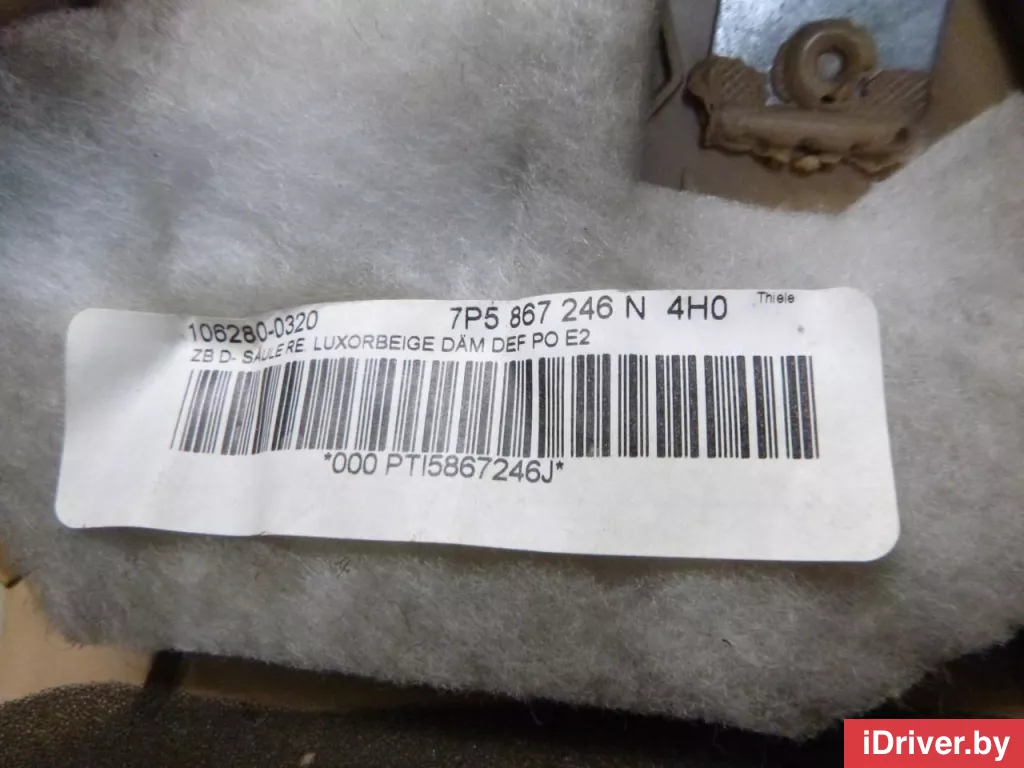 106280-0320 7P5 867 246 N 4H0 Thiele
ZB D- SÄULE RE. LUXORBEIGE DÄM DEF PO E2
*000 PTI5867246J*
iDriver.by